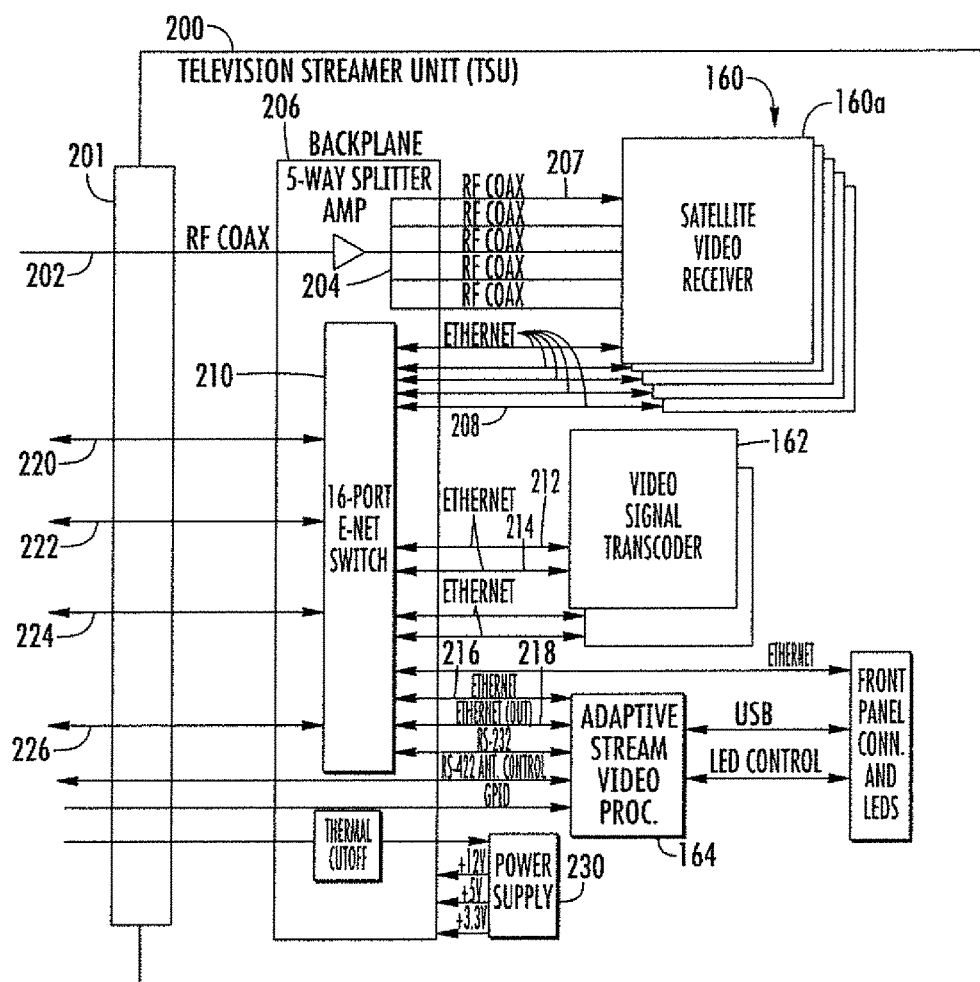 200
TELEVISION STREAMER UNIT (TSU)
160
160a
206
BACKPLANE
5-WAY SPLITTER
AMP
201
207
RF COAX
RF COAX
RF COAX
RF COAX
RF COAX
RF COAX
202
204
SATELLITE
VIDEO
RECEIVER
ETHERNET
210
208
220
162
16-PORT
E-NET
SWITCH
ETHERNET
212
214
VIDEO
SIGNAL
TRANSCODER
222
ETHERNET
224
216
218
ETHERNET
ETHERNET
ETHERNET (OUT)
RS-232
RS-422 ANT. CONTROL
GPIO
226
ADAPTIVE
STREAM
VIDEO
PROC.
USB
LED CONTROL
FRONT
PANEL
CONN.
AND
LEDS
164
THERMAL
CUTOFF
+12V
+5V
+3.3V
POWER
SUPPLY
230